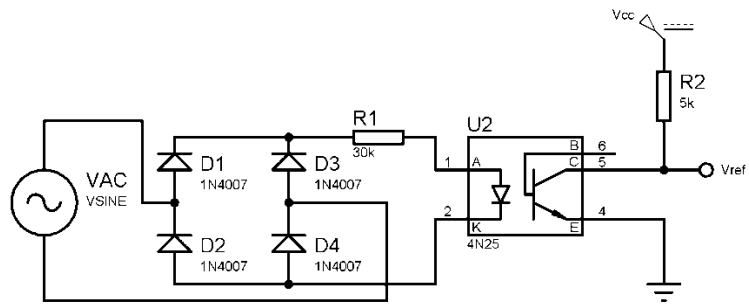 Vcc
R2
5k
R1
30k
U2
B
6
C
5
Vref
1
A
D1
1N4007
D3
1N4007
VAC
VSINE
2
K
4
E
4N25
D2
1N4007
D4
1N4007